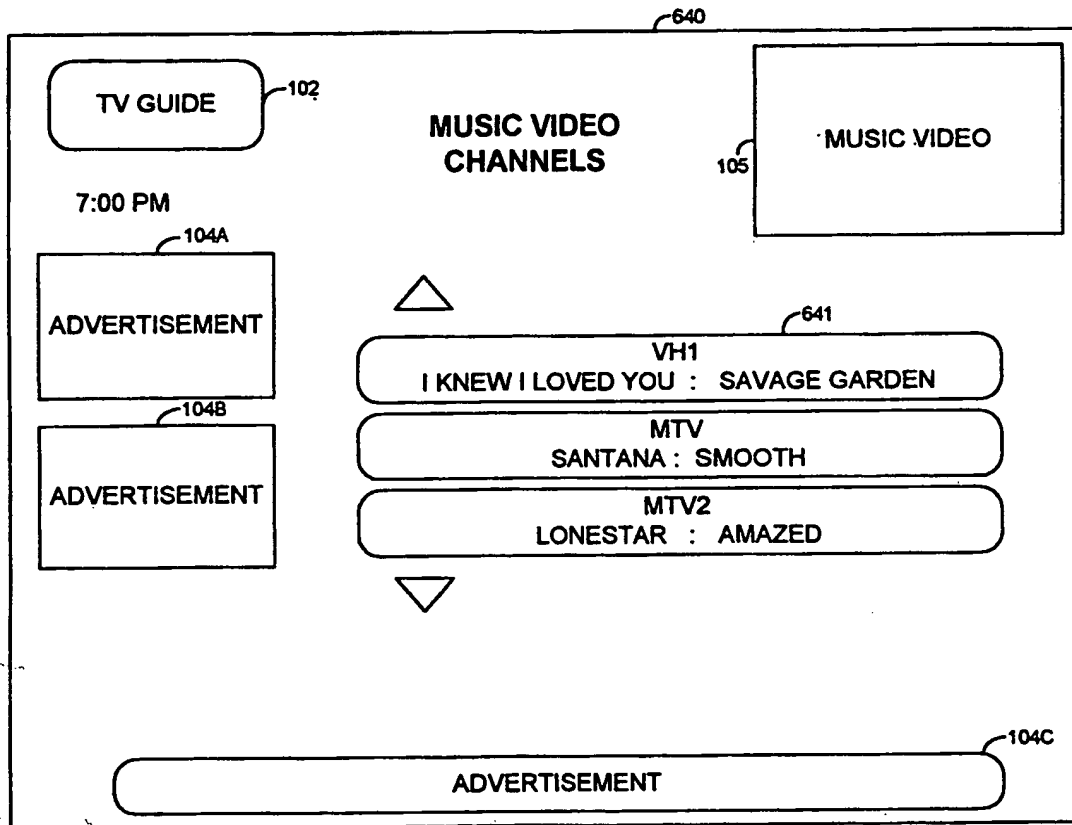 640
TV GUIDE
102
MUSIC VIDEO
CHANNELS
105
MUSIC VIDEO
7:00 PM
104A
ADVERTISEMENT
641
VH1
I KNEW I LOVED YOU : SAVAGE GARDEN
104B
ADVERTISEMENT
MTV
SANTANA : SMOOTH
MTV2
LONESTAR : AMAZED
104C
ADVERTISEMENT